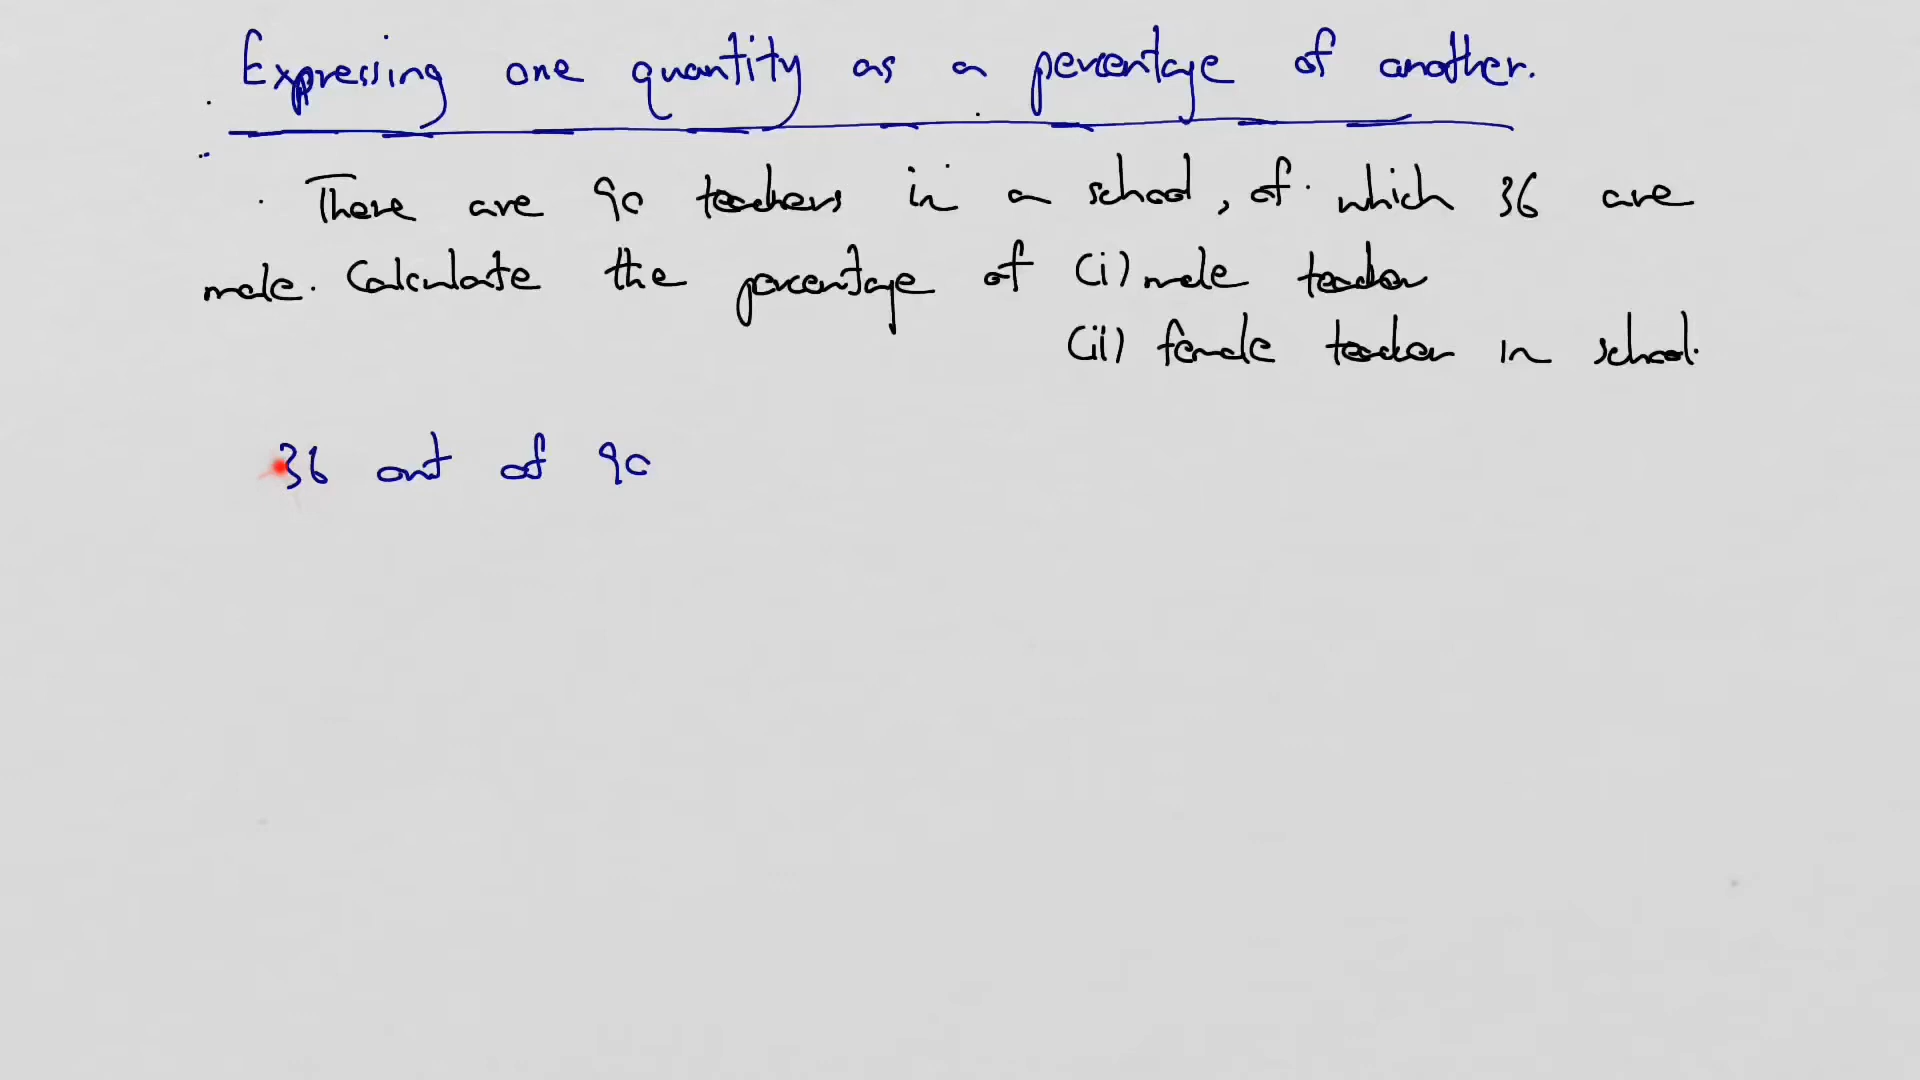 Expressing one quantity as a percentage of another.
There are 90 teachers in a school, of which 36 are
male. Calculate the percentage of (i) male teacher
(ii) female teacher in school.
36 out of 90